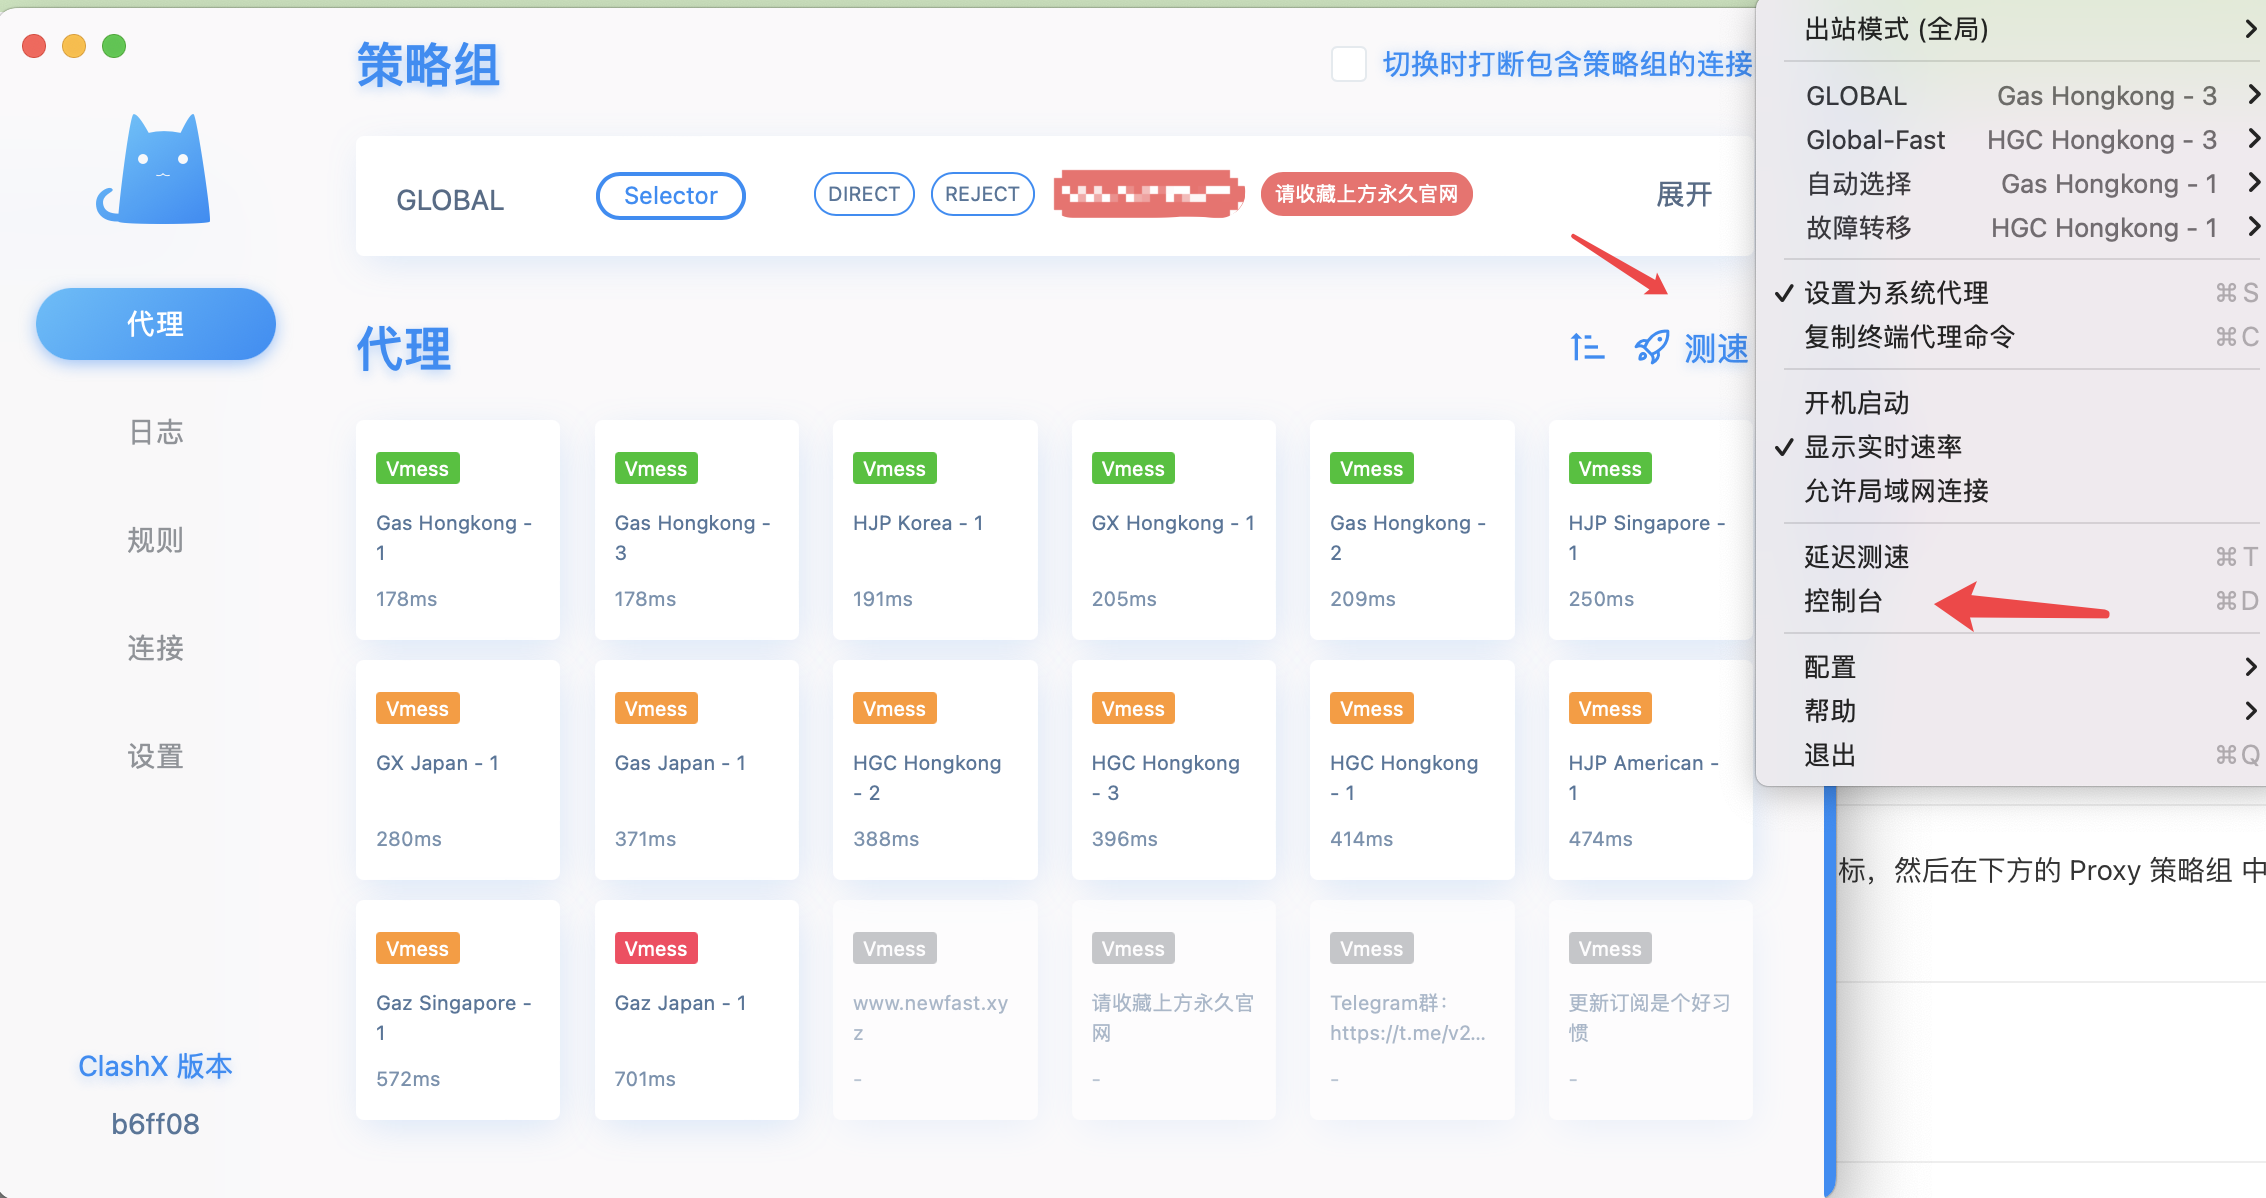 策略组
切换时打断包含策略组的连接
GLOBAL
Selector
DIRECT
REJECT
请收藏上方永久官网
展开
代理
日志
规则
连接
设置
ClashX 版本
b6ff08
代理
测速
Vmess
Gas Hongkong -
1
178ms
Vmess
Gas Hongkong -
3
178ms
Vmess
HJP Korea - 1
191ms
Vmess
GX Hongkong - 1
205ms
Vmess
Gas Hongkong -
2
209ms
Vmess
HJP Singapore -
1
250ms
Vmess
GX Japan - 1
280ms
Vmess
Gas Japan - 1
371ms
Vmess
HGC Hongkong
- 2
388ms
Vmess
HGC Hongkong
- 3
396ms
Vmess
HGC Hongkong
- 1
414ms
Vmess
HJP American -
1
474ms
Vmess
Gaz Singapore -
1
572ms
Vmess
Gaz Japan - 1
701ms
Vmess
www.newfast.xy
z
-
Vmess
请收藏上方永久官
网
-
Vmess
Telegram群：
https://t.me/v2...
-
Vmess
更新订阅是个好习
惯
-
出站模式 (全局)
GLOBAL Gas Hongkong - 3
Global-Fast HGC Hongkong - 3
自动选择 Gas Hongkong - 1
故障转移 HGC Hongkong - 1
设置为系统代理 ⌘ S
复制终端代理命令 ⌘ C
开机启动
显示实时速率
允许局域网连接
延迟测速 ⌘ T
控制台 ⌘ D
配置
帮助
退出 ⌘ Q
标，然后在下方的 Proxy 策略组 中